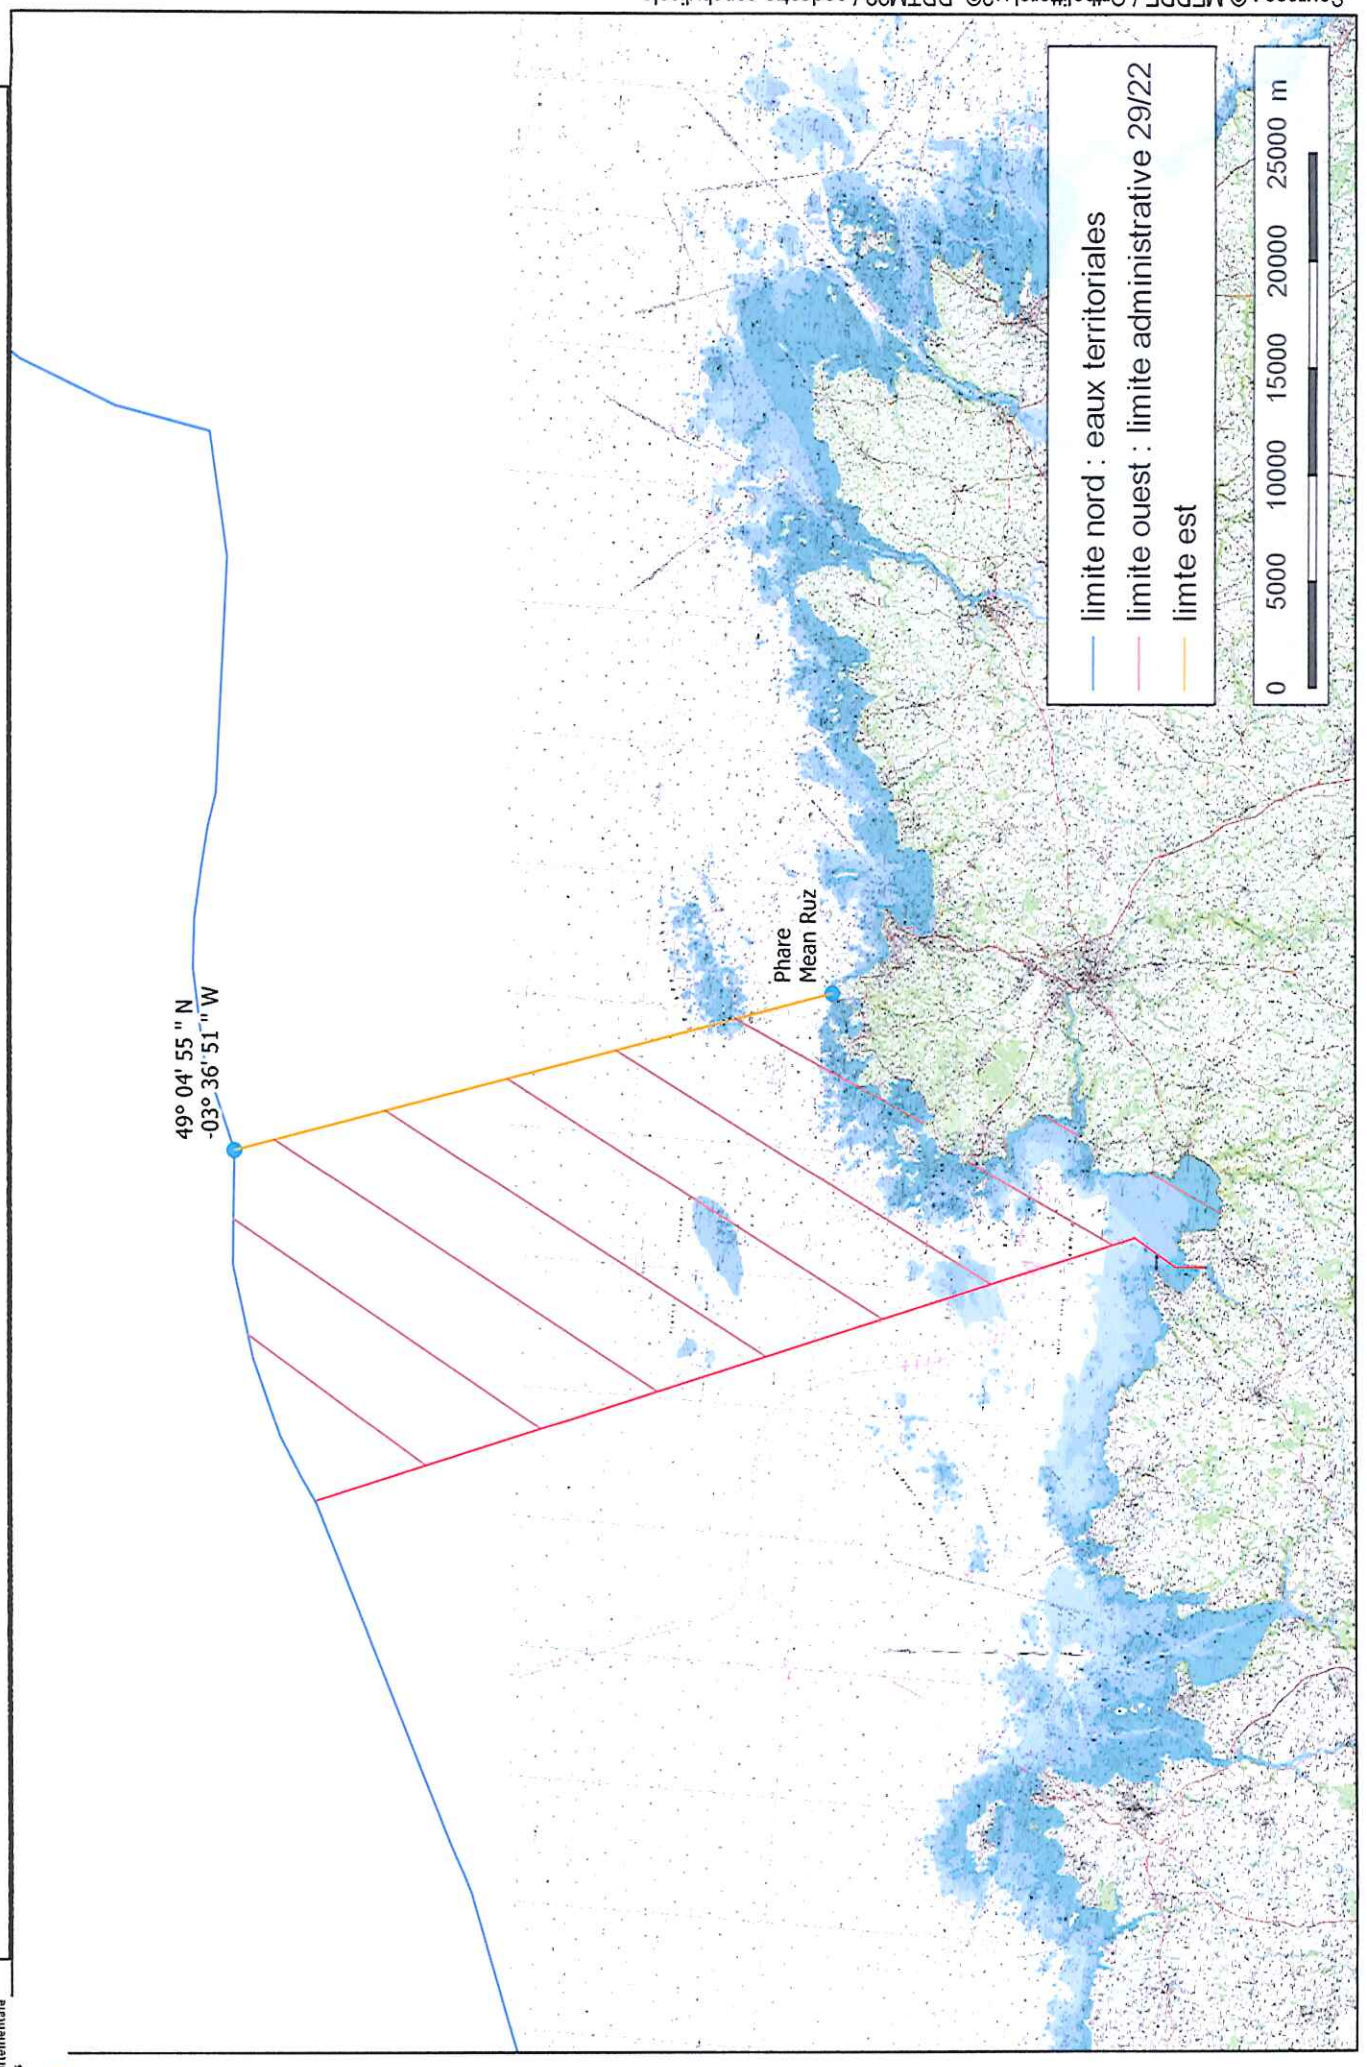 49° 04' 55 '' N
-03° 36' 51 '' W
Phare
Mean Ruz
limite nord : eaux territoriales
limite ouest : limite administrative 29/22
limte est
0 5000 10000 15000 20000 25000 m